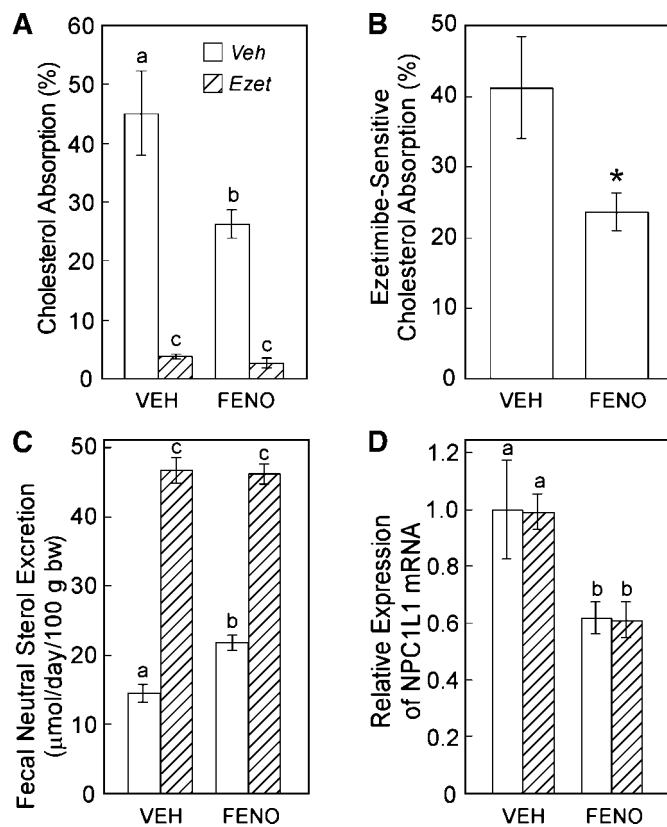 A
Cholesterol Absorption (%)
60
50
40
30
20
10
0
a
b
c
c
Veh
Ezet
VEH
FENO
B
Ezetimibe-Sensitive
Cholesterol Absorption (%)
50
40
30
20
10
0
*
VEH
FENO
C
Fecal Neutral Sterol Excretion
(μmol/day/100 g bw)
50
40
30
20
10
0
a
c
b
c
VEH
FENO
D
Relative Expression
of NPC1L1 mRNA
1.2
1.0
0.8
0.6
0.4
0.2
0
a
a
b
b
VEH
FENO